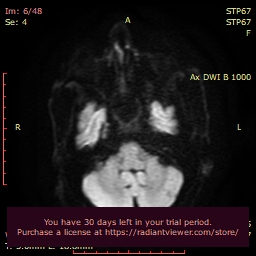 Im: 6/48
Se: 4
A
STP67
STP67
F
Ax DWI B 1000
R
L
You have 30 days left in your trial period.
Purchase a license at https://radiantviewer.com/store/